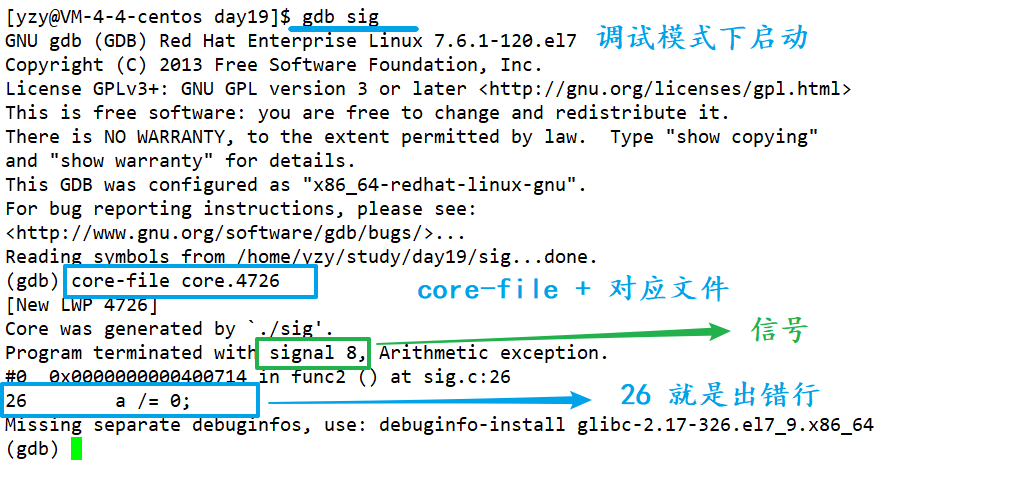 [yzy@VM-4-4-centos day19]$ gdb sig
GNU gdb (GDB) Red Hat Enterprise Linux 7.6.1-120.el7 调试模式下启动
Copyright (C) 2013 Free Software Foundation, Inc.
License GPLv3+: GNU GPL version 3 or later <http://gnu.org/licenses/gpl.html>
This is free software: you are free to change and redistribute it.
There is NO WARRANTY, to the extent permitted by law.  Type "show copying"
and "show warranty" for details.
This GDB was configured as "x86_64-redhat-linux-gnu".
For bug reporting instructions, please see:
<http://www.gnu.org/software/gdb/bugs/>...
Reading symbols from /home/yzy/study/day19/sig...done.
(gdb) core-file core.4726
core-file + 对应文件
[New LWP 4726]
Core was generated by `./sig'.
信号
Program terminated with signal 8, Arithmetic exception.
#0  0x0000000000400714 in func2 () at sig.c:26
26        a /= 0;
26 就是出错行
Missing separate debuginfos, use: debuginfo-install glibc-2.17-326.el7_9.x86_64
(gdb)